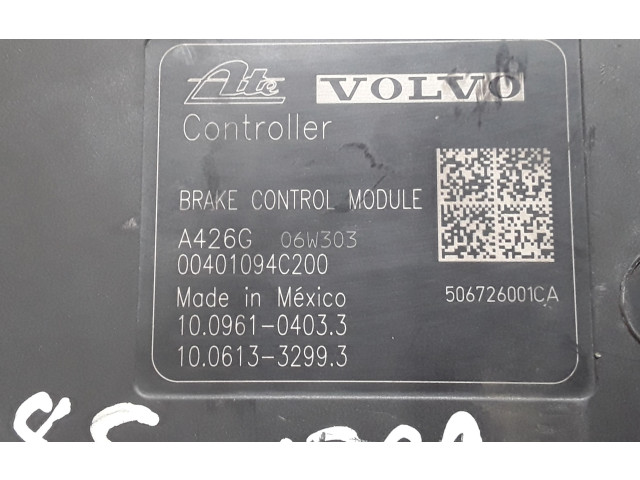 Ate VOLVO
Controller
BRAKE CONTROL MODULE
A426G 06W303
00401094C200
Made in México 506726001CA
10.0961-0403.3
10.0613-3299.3